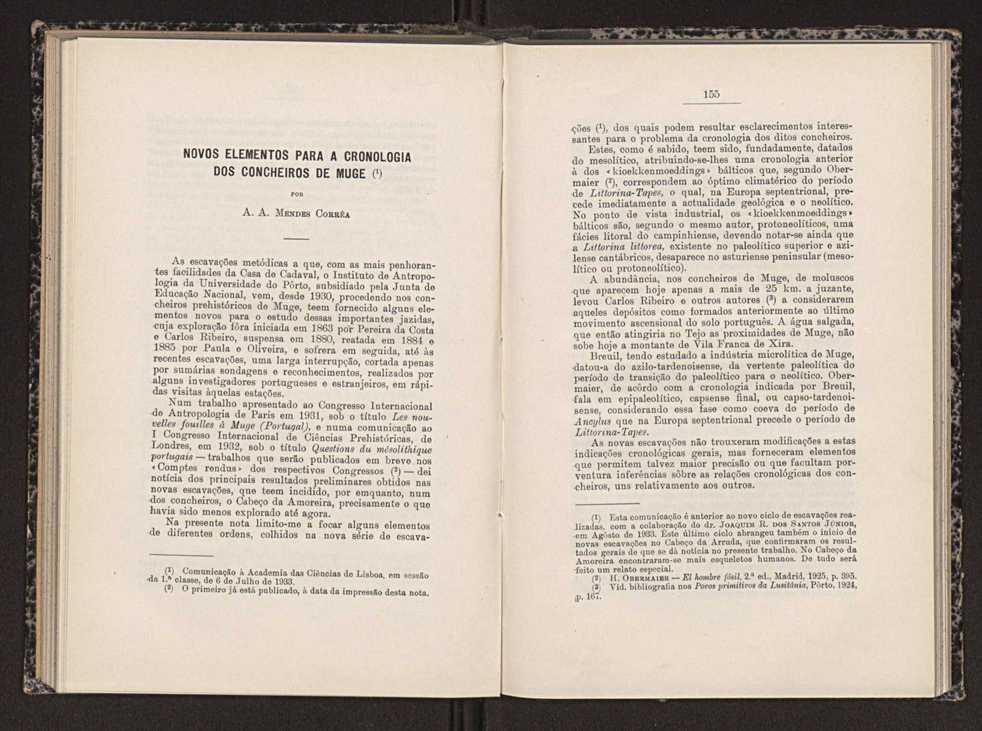 NOVOS ELEMENTOS PARA A CRONOLOGIA
DOS CONCHEIROS DE MUGE (¹)
POR
A. A. MENDES CORRÊA
As escavações metódicas a que, com as mais penhoran-
tes facilidades da Casa de Cadaval, o Instituto de Antropo-
logia da Universidade do Pôrto, subsidiado pela Junta de
Educação Nacional, vem, desde 1930, procedendo nos con-
cheiros prehistóricos de Muge, teem fornecido alguns ele-
mentos novos para o estudo dessas importantes jazidas,
cuja exploração fôra iniciada em 1863 por Pereira da Costa
e Carlos Ribeiro, suspensa em 1880, reatada em 1884 e
1885 por Paula e Oliveira, e sofrera em seguida, até às
recentes escavações, uma larga interrupção, cortada apenas
por sumárias sondagens e reconhecimentos, realizados por
alguns investigadores portugueses e estranjeiros, em rápi-
das visitas àquelas estações.
Num trabalho apresentado ao Congresso Internacional
de Antropologia de Paris em 1931, sob o título Les nou-
velles fouilles à Muge (Portugal), e numa comunicação ao
I Congresso Internacional de Ciências Prehistóricas, de
Londres, em 1932, sob o título Questions du mésolithique
portugais — trabalhos que serão publicados em breve nos
«Comptes rendus» dos respectivos Congressos (²) — dei
notícia dos principais resultados preliminares obtidos nas
novas escavações, que teem incidido, por emquanto, num
dos concheiros, o Cabeço da Amoreira, precisamente o que
havia sido menos explorado até agora.
Na presente nota limito-me a focar alguns elementos
de diferentes ordens, colhidos na nova série de escava-
(¹) Comunicação à Academia das Ciências de Lisboa, em sessão
da 1.ª classe, de 6 de Julho de 1933.
(²) O primeiro já está publicado, à data da impressão desta nota.
155
ções (¹), dos quais podem resultar esclarecimentos interes-
santes para o problema da cronologia dos ditos concheiros.
Estes, como é sabido, teem sido, fundadamente, datados
do mesolítico, atribuindo-se-lhes uma cronologia anterior
à dos «kioekkenmoeddings» bálticos que, segundo Ober-
maier (²), correspondem ao óptimo climatérico do período
de Littorina-Tapes, o qual, na Europa septentrional, pre-
cede imediatamente a actualidade geológica e o neolítico.
No ponto de vista industrial, os «kioekkenmoeddings»
bálticos são, segundo o mesmo autor, protoneolíticos, uma
fácies litoral do campinhiense, devendo notar-se ainda que
a Littorina littorea, existente no paleolítico superior e azi-
lense cantábricos, desaparece no asturiense peninsular (meso-
lítico ou protoneolítico).
A abundância, nos concheiros de Muge, de moluscos
que aparecem hoje apenas a mais de 25 km. a juzante,
levou Carlos Ribeiro e outros autores (³) a considerarem
aqueles depósitos como formados anteriormente ao último
movimento ascensional do solo português. A água salgada,
que então atingiria no Tejo as proximidades de Muge, não
sobe hoje a montante de Vila Franca de Xira.
Breuil, tendo estudado a indústria microlítica de Muge,
datou-a do azilo-tardenoisense, da vertente paleolítica do
período de transição do paleolítico para o neolítico. Ober-
maier, de acôrdo com a cronologia indicada por Breuil,
fala em epipaleolítico, capsense final, ou capso-tardenoi-
sense, considerando essa fase como coeva do período de
Ancylus que na Europa septentrional precede o período de
Littorina-Tapes.
As novas escavações não trouxeram modificações a estas
indicações cronológicas gerais, mas forneceram elementos
que permitem talvez maior precisão ou que facultam por-
ventura inferências sôbre as relações cronológicas dos con-
cheiros, uns relativamente aos outros.
(1) Esta comunicação é anterior ao novo ciclo de escavações rea-
lizadas, com a colaboração do dr. JOAQUIM R. DOS SANTOS JÚNIOR,
em Agôsto de 1933. Êste último ciclo abrangeu também o início de
novas escavações no Cabeço da Arruda, que confirmaram os resul-
tados gerais de que se dá notícia no presente trabalho. No Cabeço da
Amoreira encontraram-se mais esqueletos humanos. De tudo será
feito um relato especial.
(2) H. OBERMAIER — El hombre fósil, 2.ª ed., Madrid, 1925, p. 395.
(3) Vid. bibliografia nos Povos primitivos da Lusitânia, Pôrto, 1924,
p. 167.